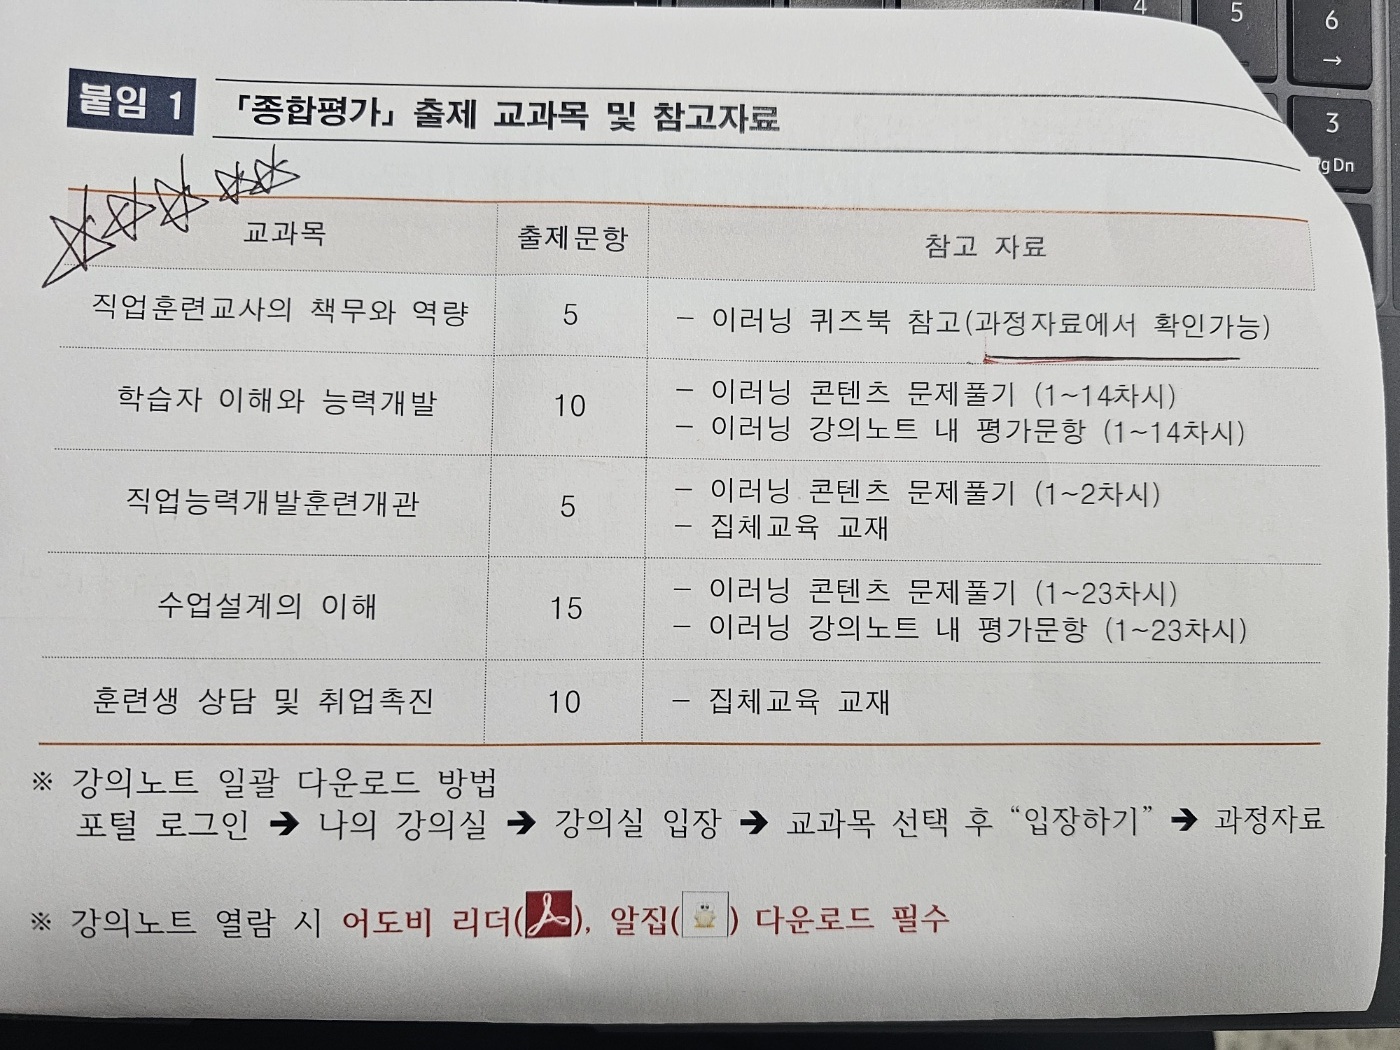 4
5
6
→
3
gDn
붙임 1
「종합평가」 출제 교과목 및 참고자료
교과목 출제문항 참고 자료
직업훈련교사의 책무와 역량 5 - 이러닝 퀴즈북 참고(과정자료에서 확인가능)
학습자 이해와 능력개발 10 - 이러닝 콘텐츠 문제풀기 (1~14차시)
- 이러닝 강의노트 내 평가문항 (1~14차시)
직업능력개발훈련개관 5 - 이러닝 콘텐츠 문제풀기 (1~2차시)
- 집체교육 교재
수업설계의 이해 15 - 이러닝 콘텐츠 문제풀기 (1~23차시)
- 이러닝 강의노트 내 평가문항 (1~23차시)
훈련생 상담 및 취업촉진 10 - 집체교육 교재
※ 강의노트 일괄 다운로드 방법
포털 로그인 ➔ 나의 강의실 ➔ 강의실 입장 ➔ 교과목 선택 후 “입장하기” ➔ 과정자료
※ 강의노트 열람 시 어도비 리더( ), 알집( ) 다운로드 필수